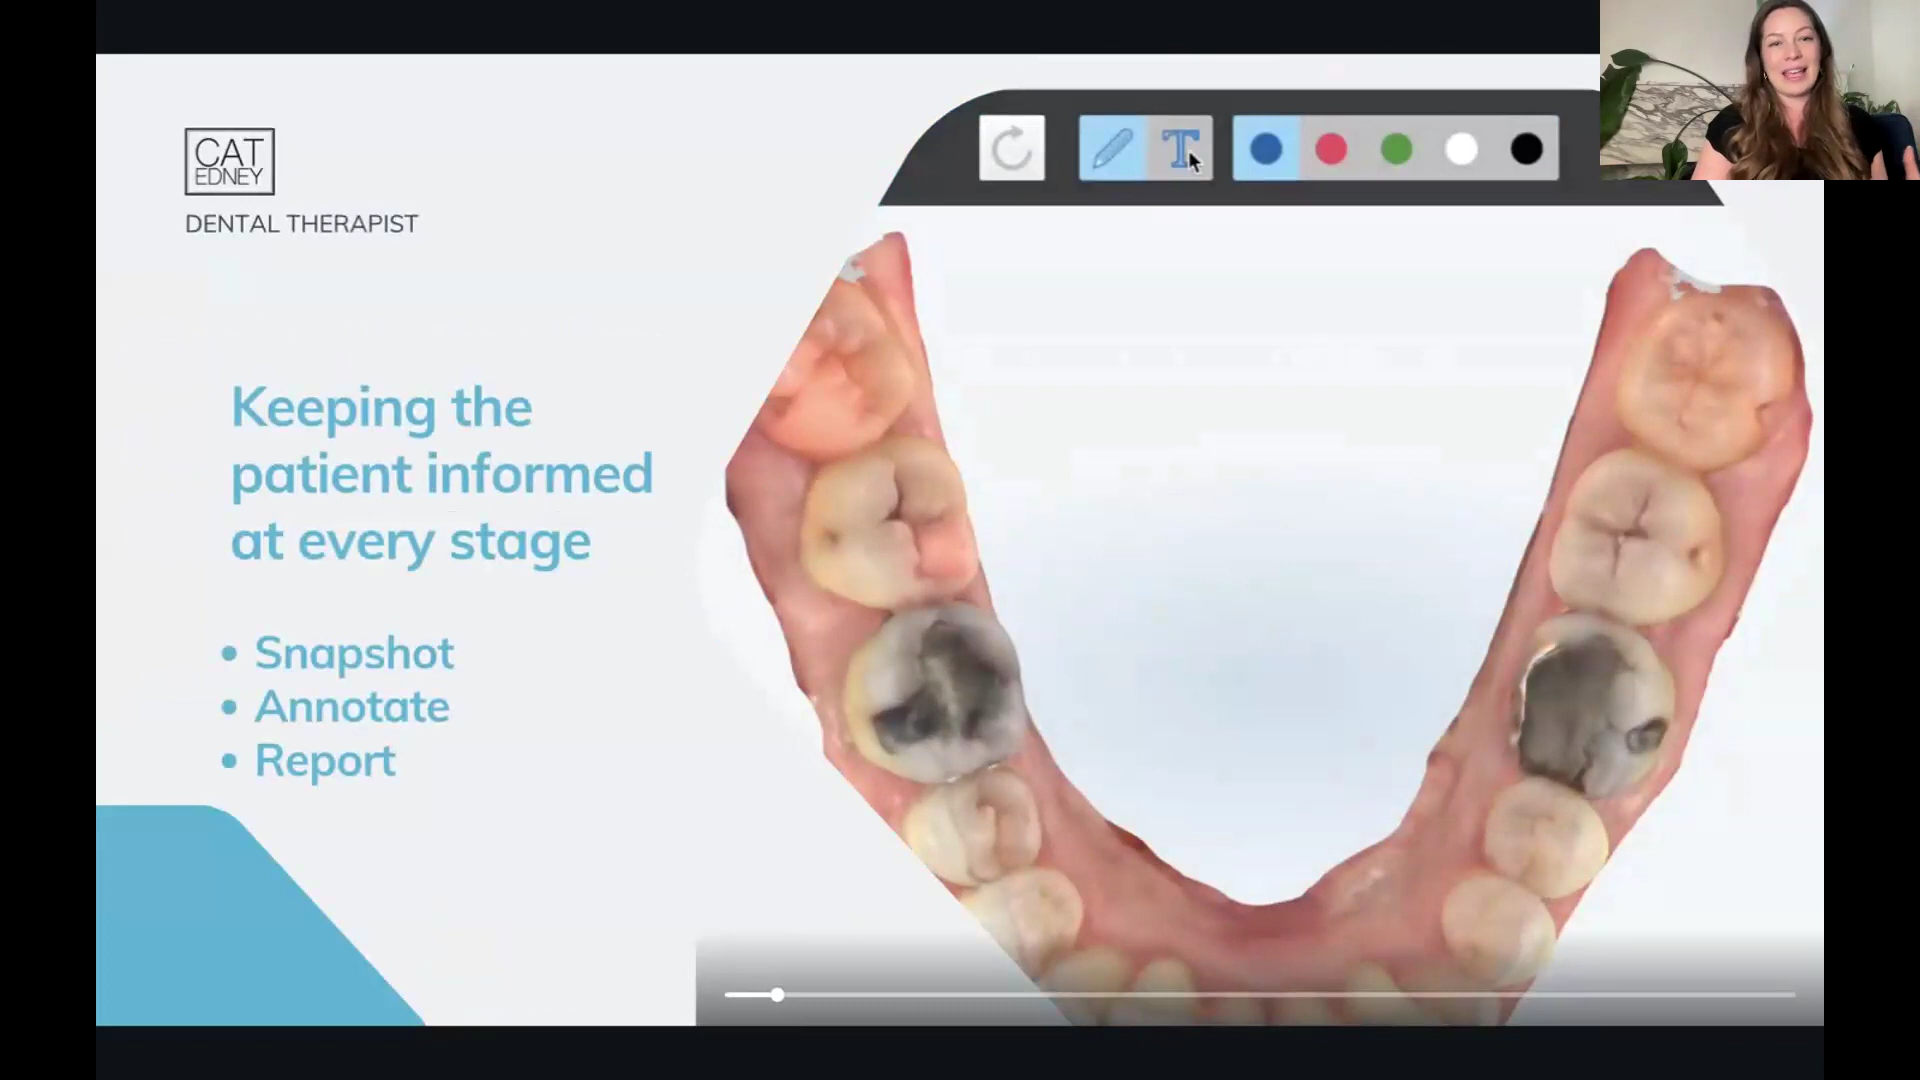 CAT
EDNEY
DENTAL THERAPIST
T
Keeping the
patient informed
at every stage
• Snapshot
• Annotate
• Report